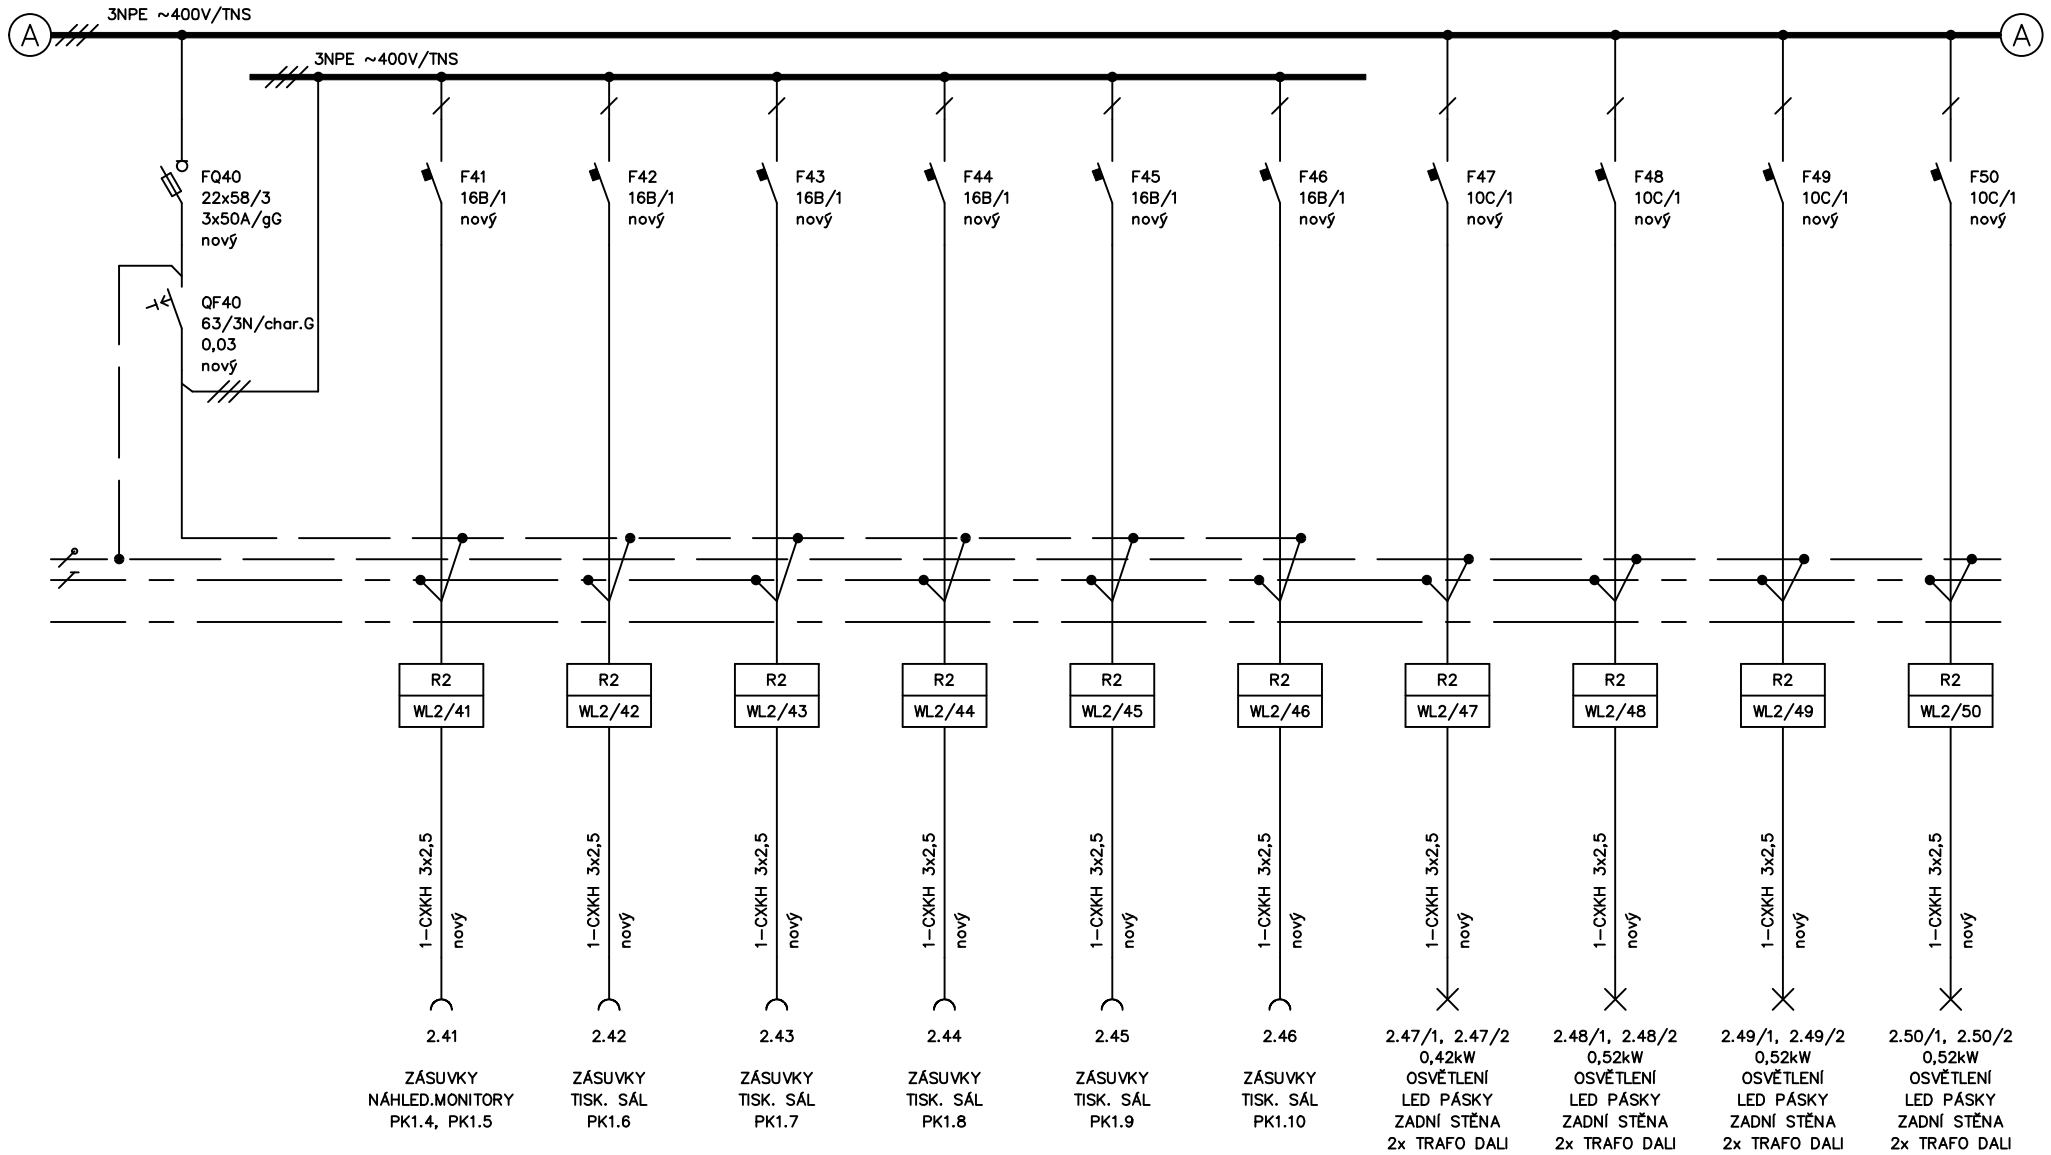 A
3NPE ~400V/TNS
A
3NPE ~400V/TNS
FQ40
22x58/3
3x50A/gG
nový
F41
16B/1
nový
F42
16B/1
nový
F43
16B/1
nový
F44
16B/1
nový
F45
16B/1
nový
F46
16B/1
nový
F47
10C/1
nový
F48
10C/1
nový
F49
10C/1
nový
F50
10C/1
nový
QF40
63/3N/char.G
0,03
nový
R2
WL2/41
R2
WL2/42
R2
WL2/43
R2
WL2/44
R2
WL2/45
R2
WL2/46
R2
WL2/47
R2
WL2/48
R2
WL2/49
R2
WL2/50
1-CXKH 3x2,5
nový
1-CXKH 3x2,5
nový
1-CXKH 3x2,5
nový
1-CXKH 3x2,5
nový
1-CXKH 3x2,5
nový
1-CXKH 3x2,5
nový
1-CXKH 3x2,5
nový
1-CXKH 3x2,5
nový
1-CXKH 3x2,5
nový
1-CXKH 3x2,5
nový
2.41
ZÁSUVKY
NÁHLED.MONITORY
PK1.4, PK1.5
2.42
ZÁSUVKY
TISK. SÁL
PK1.6
2.43
ZÁSUVKY
TISK. SÁL
PK1.7
2.44
ZÁSUVKY
TISK. SÁL
PK1.8
2.45
ZÁSUVKY
TISK. SÁL
PK1.9
2.46
ZÁSUVKY
TISK. SÁL
PK1.10
2.47/1, 2.47/2
0,42kW
OSVĚTLENÍ
LED PÁSKY
ZADNÍ STĚNA
2x TRAFO DALI
2.48/1, 2.48/2
0,52kW
OSVĚTLENÍ
LED PÁSKY
ZADNÍ STĚNA
2x TRAFO DALI
2.49/1, 2.49/2
0,52kW
OSVĚTLENÍ
LED PÁSKY
ZADNÍ STĚNA
2x TRAFO DALI
2.50/1, 2.50/2
0,52kW
OSVĚTLENÍ
LED PÁSKY
ZADNÍ STĚNA
2x TRAFO DALI